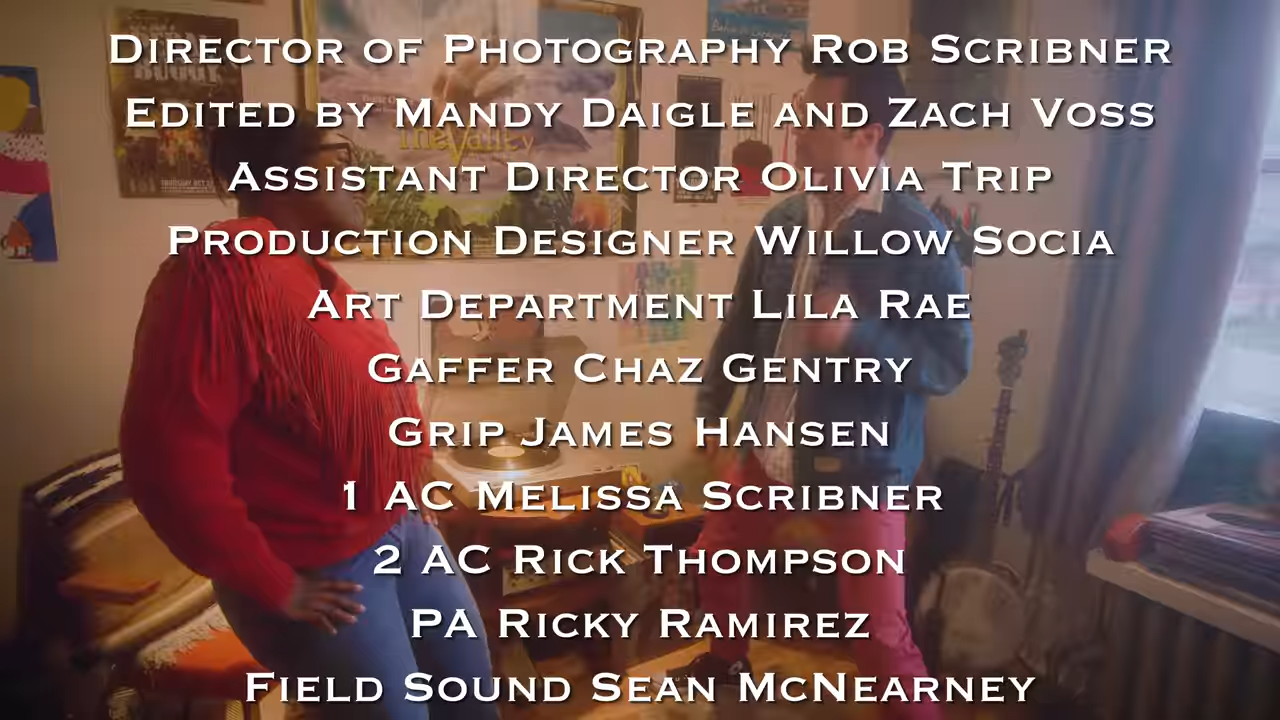 Director of Photography Rob Scribner
Edited by Mandy Daigle and Zach Voss
Assistant Director Olivia Trip
Production Designer Willow Socia
Art Department Lila Rae
Gaffer Chaz Gentry
Grip James Hansen
1 AC Melissa Scribner
2 AC Rick Thompson
PA Ricky Ramirez
Field Sound Sean McNearney